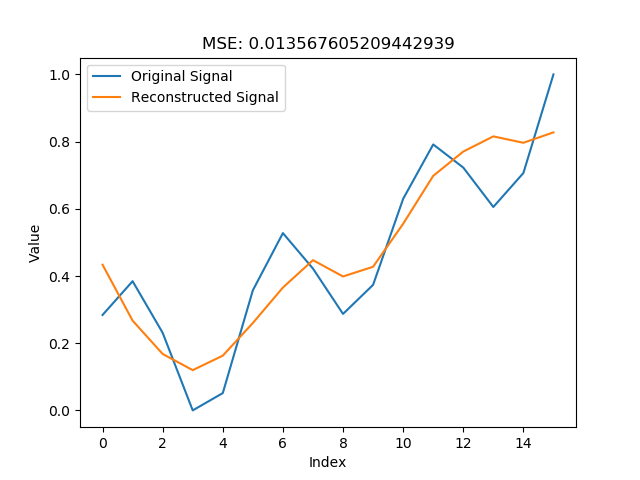 MSE: 0.013567605209442939
Original Signal
Reconstructed Signal
1.0
0.8
0.6
0.4
0.2
0.0
Value
0 2 4 6 8 10 12 14
Index